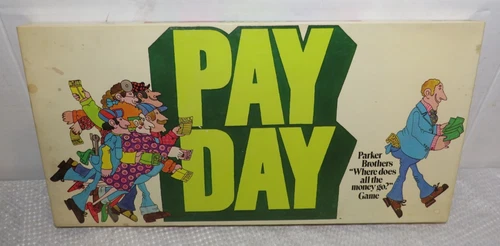 PAY
DAY
Parker
Brothers
"Where does
all the
money go?"
Game